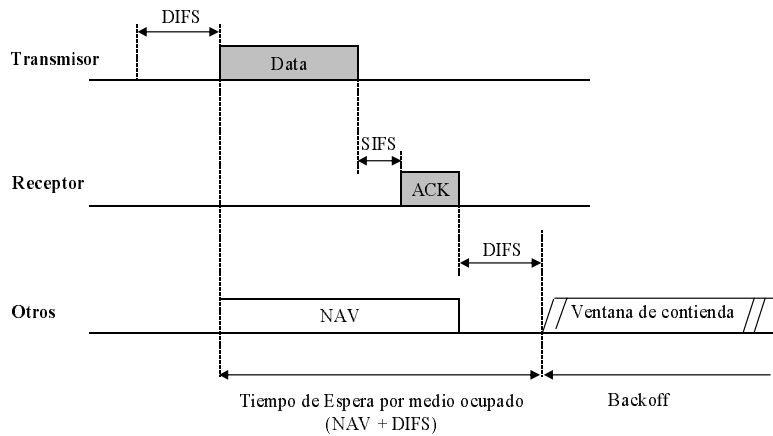 DIFS
Transmisor
Data
SIFS
Receptor
ACK
DIFS
Otros
NAV
Ventana de contienda
Tiempo de Espera por medio ocupado
(NAV + DIFS)
Backoff